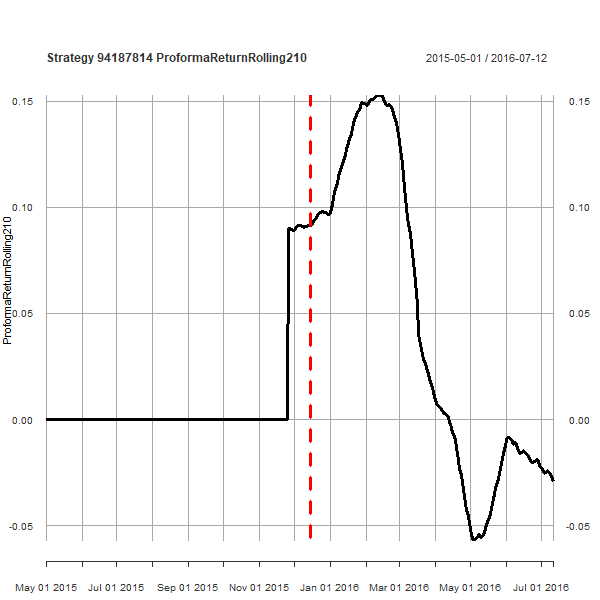 Strategy 94187814 ProformaReturnRolling210
2015-05-01 / 2016-07-12
0.15
0.15
0.10
0.10
ProformaReturnRolling210
0.05
0.05
0.00
0.00
-0.05
-0.05
May 01 2015
Jul 01 2015
Sep 01 2015
Nov 01 2015
Jan 01 2016
Mar 01 2016
May 01 2016
Jul 01 2016